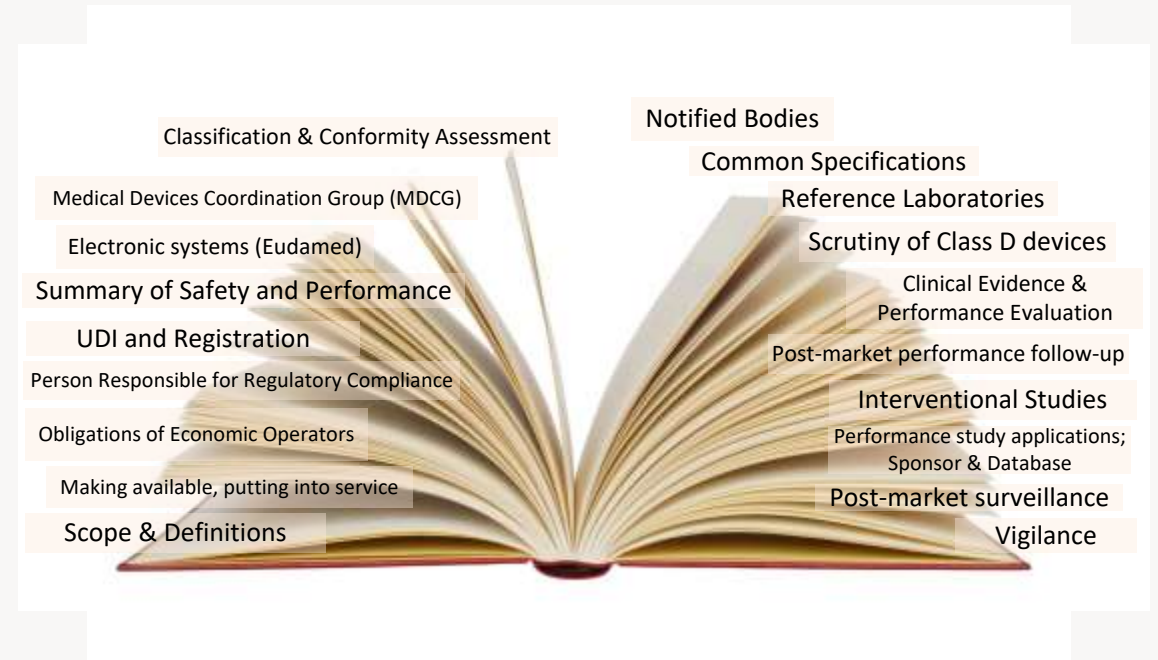 Classification & Conformity Assessment
Medical Devices Coordination Group (MDCG)
Electronic systems (Eudamed)
Summary of Safety and Performance
UDI and Registration
Person Responsible for Regulatory Compliance
Obligations of Economic Operators
Making available, putting into service
Scope & Definitions
Notified Bodies
Common Specifications
Reference Laboratories
Scrutiny of Class D devices
Clinical Evidence &
Performance Evaluation
Post-market performance follow-up
Interventional Studies
Performance study applications;
Sponsor & Database
Post-market surveillance
Vigilance